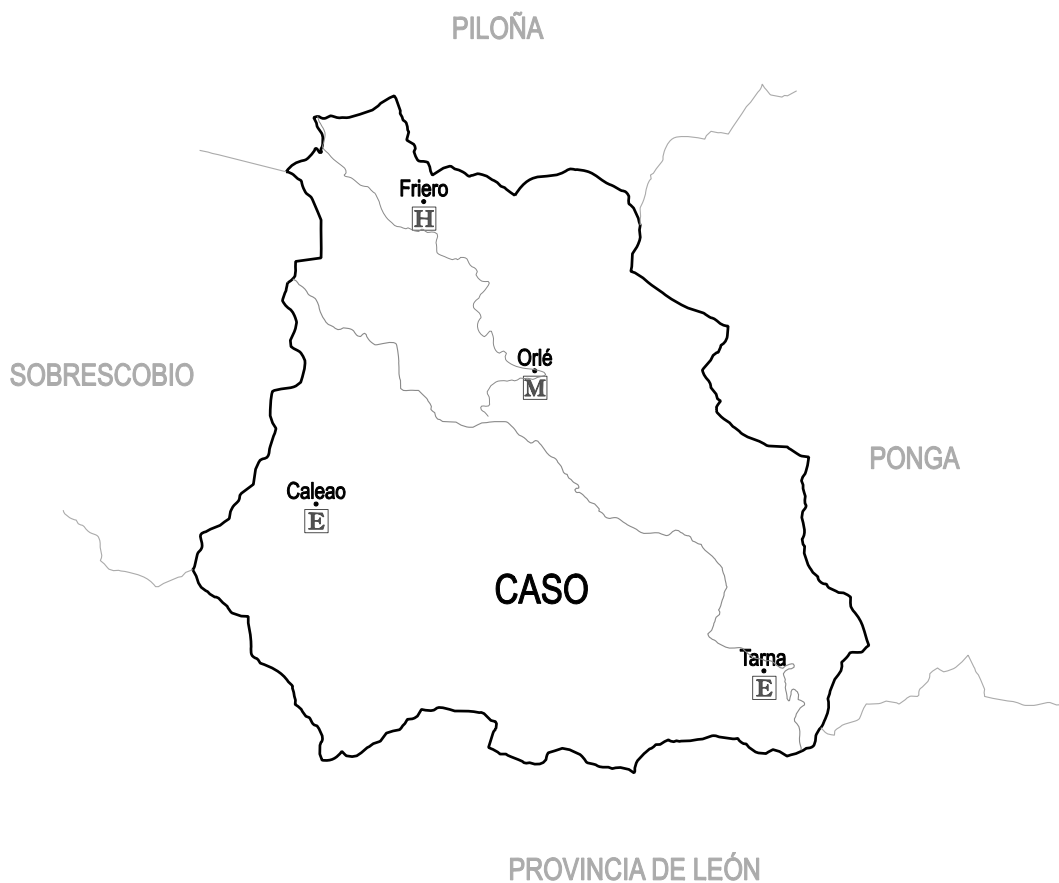 PILOÑA
Friero
H
Orlé
M
SOBRESCOBIO
PONGA
Caleao
E
CASO
Tarna
E
PROVINCIA DE LEÓN